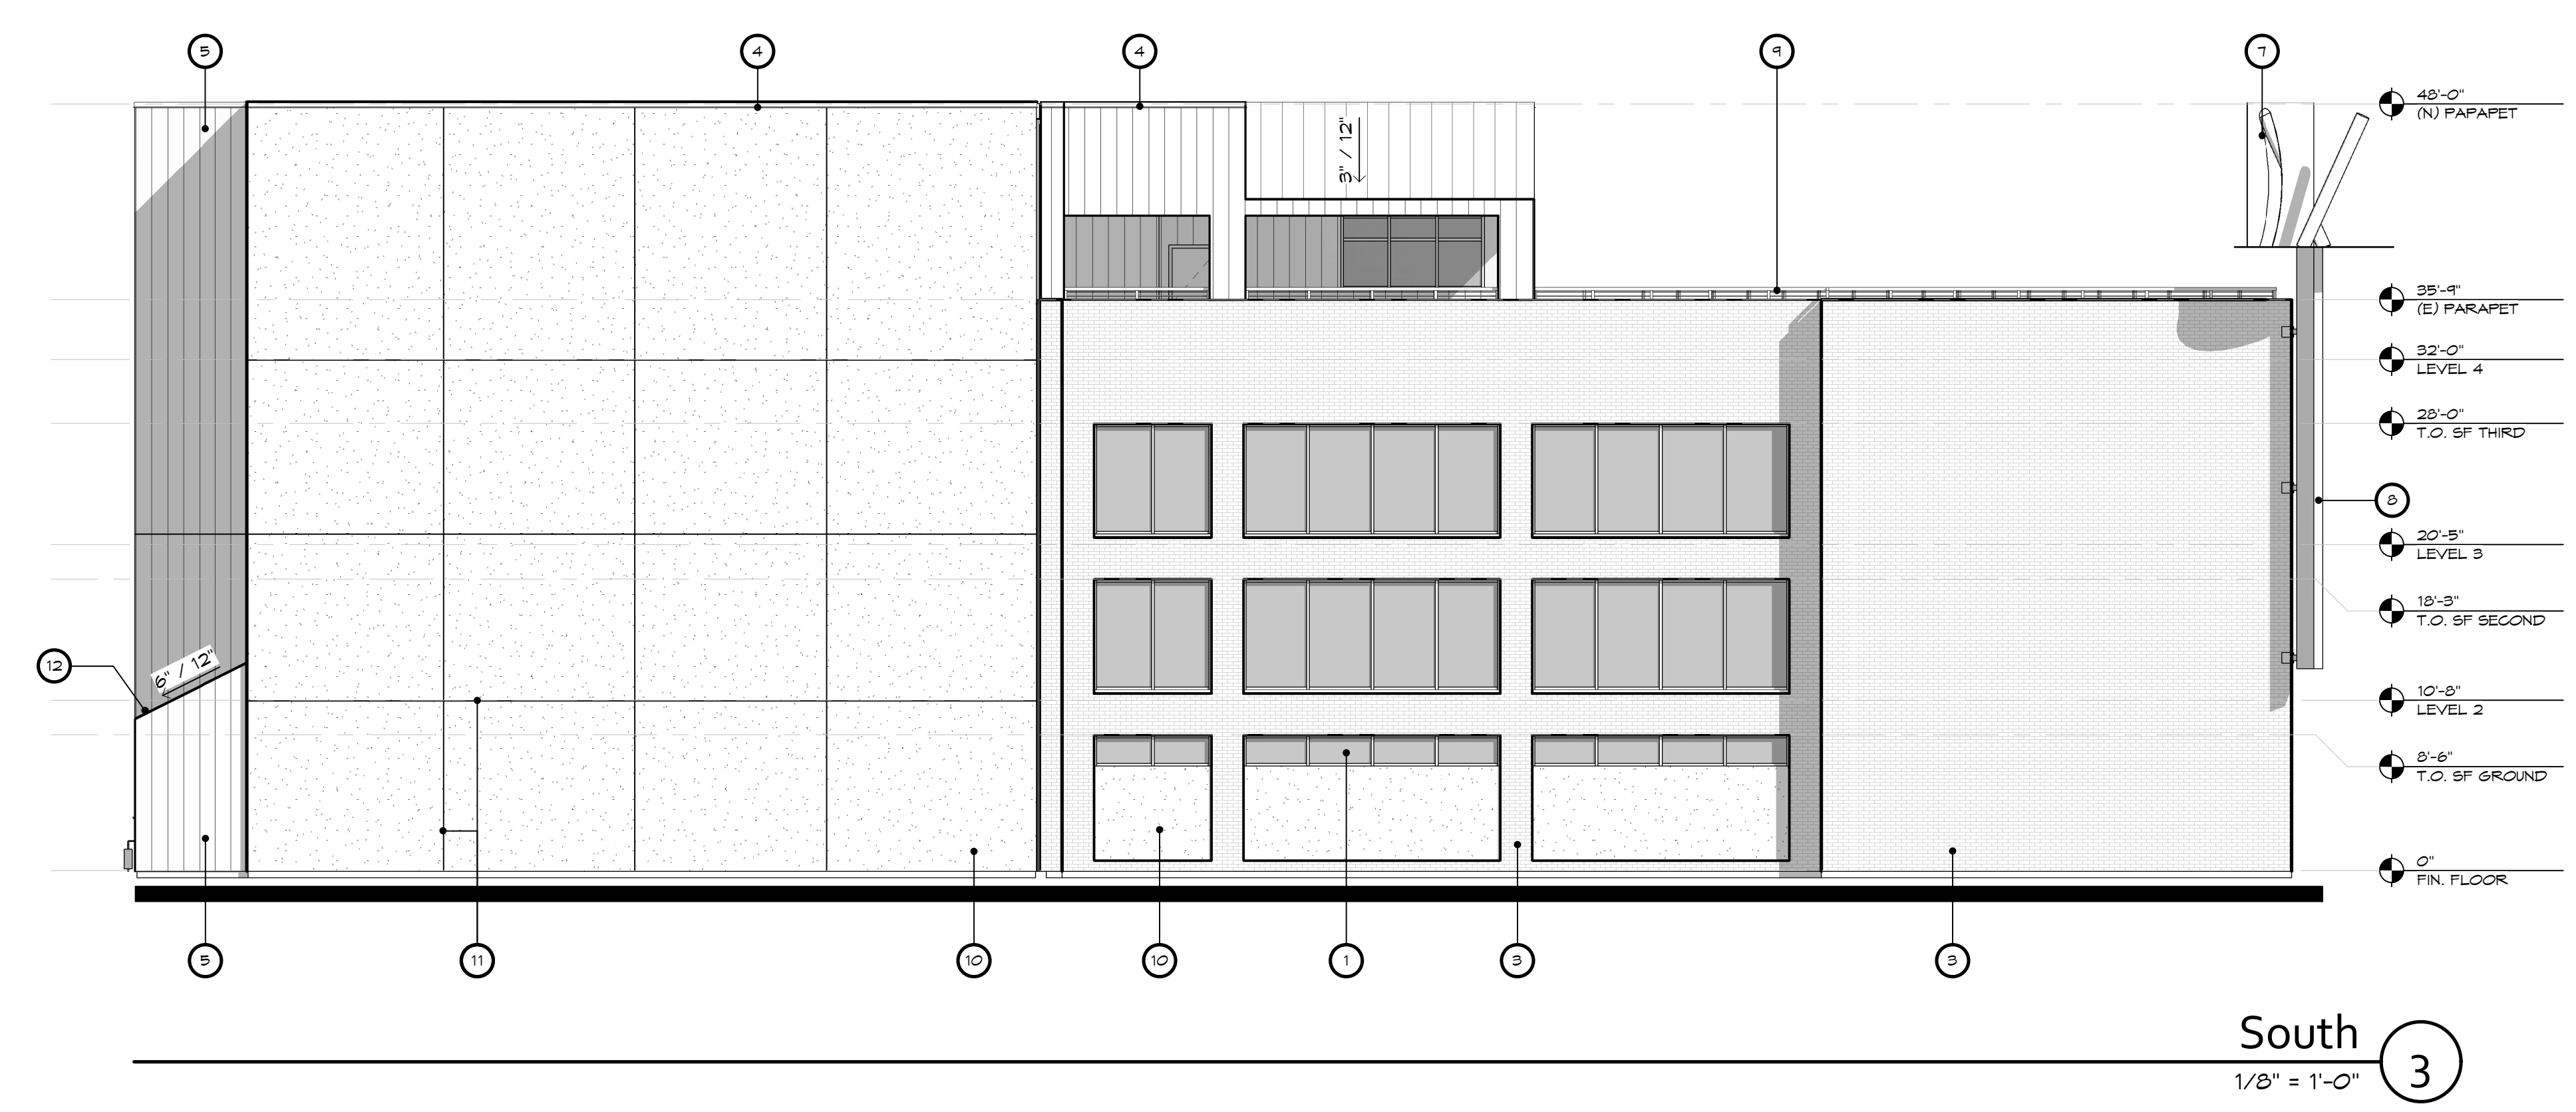 5
4
4
9
7
48'-0"
(N) PAPAPET
3" / 12"
35'-9"
(E) PARAPET
32'-0"
LEVEL 4
28'-0"
T.O. SF THIRD
8
20'-5"
LEVEL 3
18'-3"
T.O. SF SECOND
12
6" / 12"
10'-8"
LEVEL 2
8'-6"
T.O. SF GROUND
0"
FIN. FLOOR
5
11
10
10
1
3
3
South
3
1/8" = 1'-0"